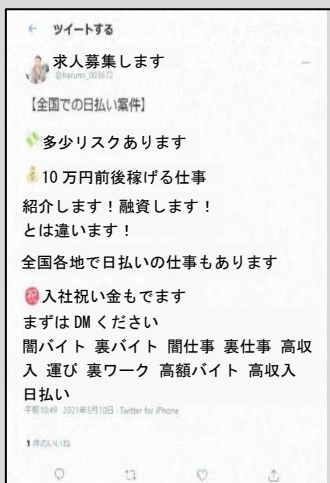 ← ツイートする
求人募集します
@harumi_003672
【全国での日払い案件】
多少リスクあります
10万円前後稼げる仕事
紹介します！融資します！
とは違います！
全国各地で日払いの仕事もあります
㊗入社祝い金もでます
まずは DM ください
闇バイト 裏バイト 闇仕事 裏仕事 高収
入 運び 裏ワーク 高額バイト 高収入
日払い
午前10:49・2021年5月10日・Twitter for iPhone
1 件のいいね